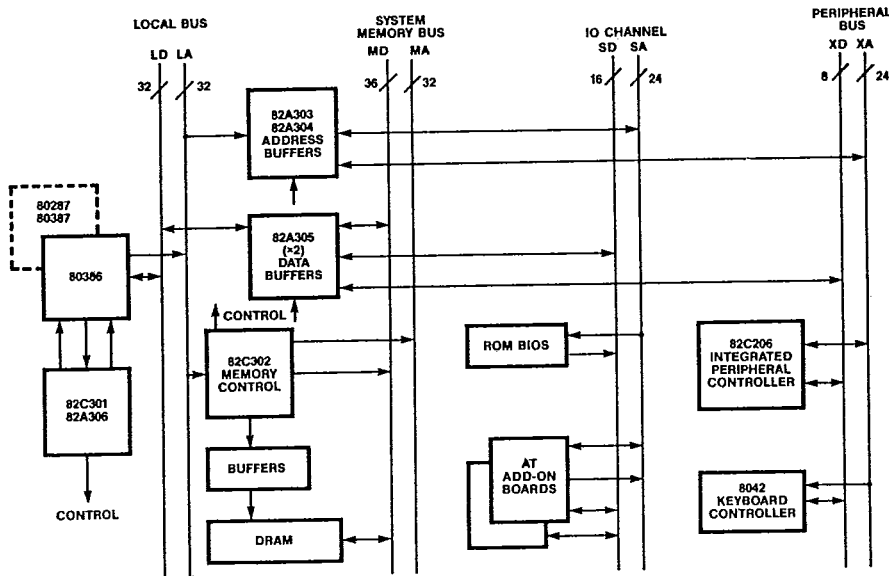 LOCAL BUS
LD LA
32 32
SYSTEM
MEMORY BUS
MD MA
36 32
IO CHANNEL
SD SA
16 24
PERIPHERAL
BUS
XD XA
8 24
82A303
82A304
ADDRESS
BUFFERS
80287
80387
80386
82A305
(×2)
DATA
BUFFERS
CONTROL
82C302
MEMORY
CONTROL
ROM BIOS
82C206
INTEGRATED
PERIPHERAL
CONTROLLER
82C301
82A306
CONTROL
BUFFERS
DRAM
AT
ADD-ON
BOARDS
8042
KEYBOARD
CONTROLLER